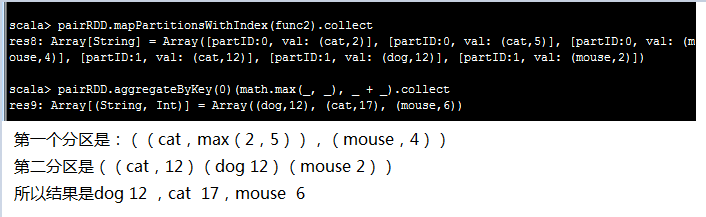 scala> pairRDD.mapPartitionsWithIndex(func2).collect
res8: Array[String] = Array([partID:0, val: (cat,2)], [partID:0, val: (cat,5)], [partID:0, val: (m
ouse,4)], [partID:1, val: (cat,12)], [partID:1, val: (dog,12)], [partID:1, val: (mouse,2)])
scala> pairRDD.aggregateByKey(0)(math.max(_, _), _ + _).collect
res9: Array[(String, Int)] = Array((dog,12), (cat,17), (mouse,6))
第一个分区是：（（cat，max（2，5）），（mouse，4））
第二分区是（（cat，12）（dog 12）（mouse 2））
所以结果是dog 12 ，cat 17，mouse 6